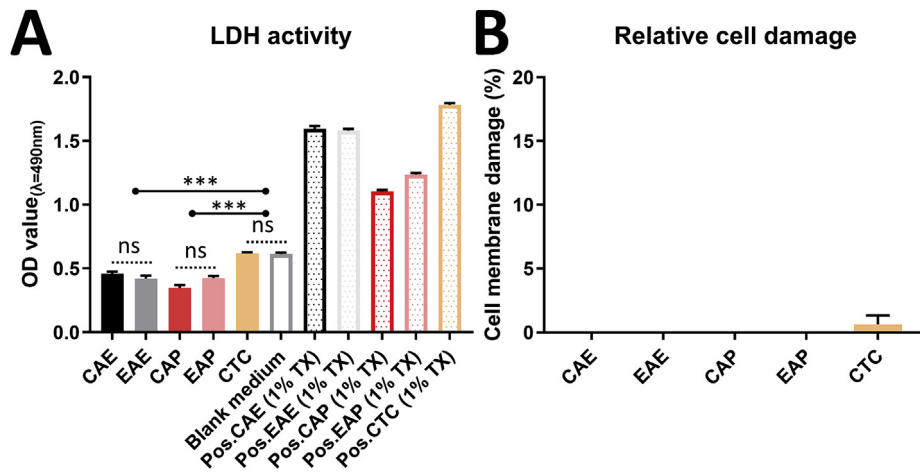 A
LDH activity
OD value(λ=490nm)
2.0
1.5
1.0
0.5
0.0
***
***
ns
ns
ns
CAE
EAE
CAP
EAP
CTC
Blank medium
Pos.CAE (1% TX)
Pos.EAE (1% TX)
Pos.CAP (1% TX)
Pos.EAP (1% TX)
Pos.CTC (1% TX)
B
Relative cell damage
Cell membrane damage (%)
20
15
10
5
0
CAE
EAE
CAP
EAP
CTC